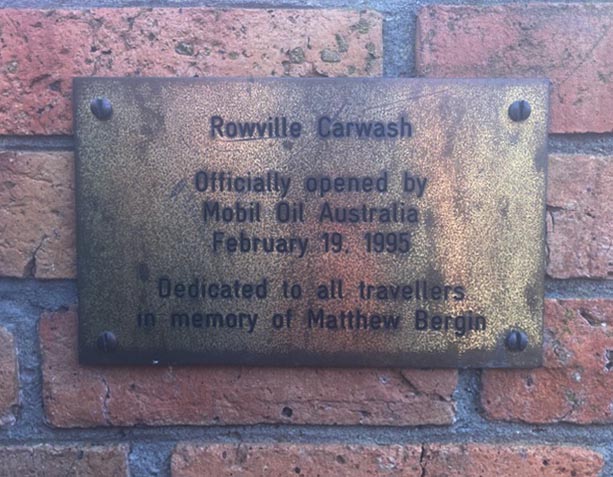 Rowville Carwash
Officially opened by
Mobil Oil Australia
February 19. 1995
Dedicated to all travellers
in memory of Matthew Bergin